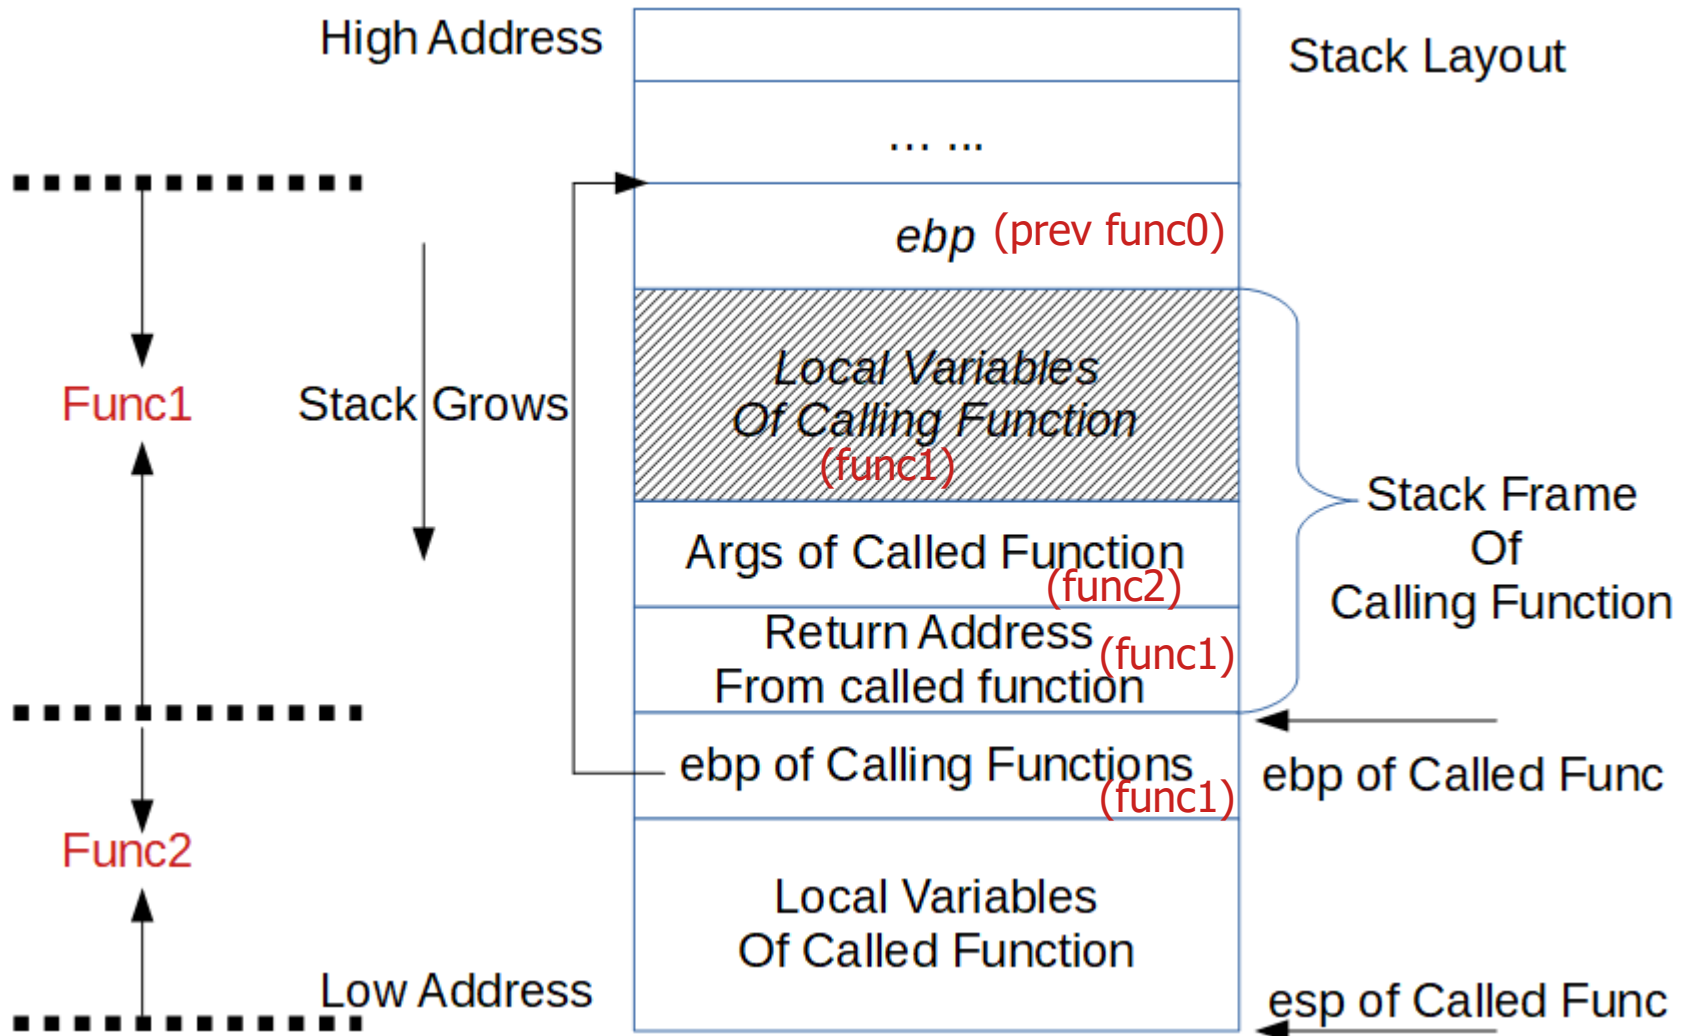 High Address
Stack Layout
... ...
ebp (prev func0)
Local Variables
Of Calling Function
(func1)
Func1
Stack Grows
Stack Frame
Of
Calling Function
Args of Called Function
(func2)
Return Address
(func1)
From called function
ebp of Calling Functions
(func1)
ebp of Called Func
Func2
Local Variables
Of Called Function
Low Address
esp of Called Func